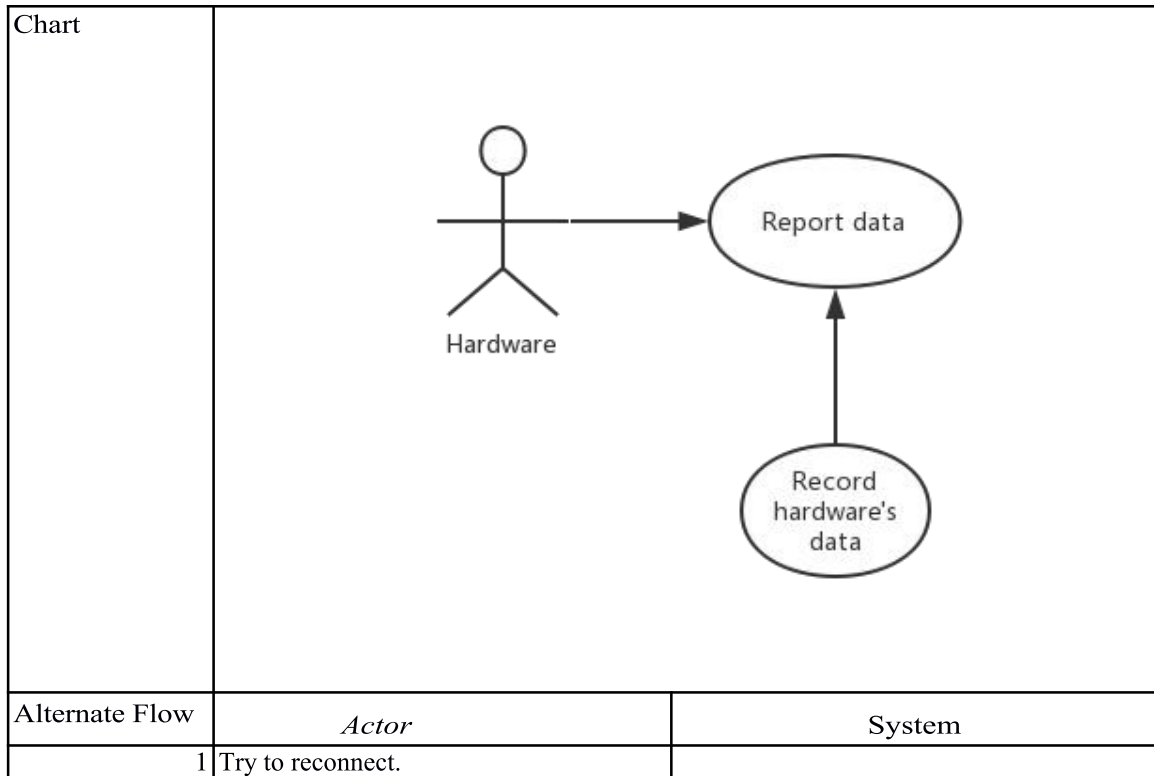 Chart
Report data
Hardware
Record
hardware's
data
Alternate Flow
Actor
System
1
Try to reconnect.